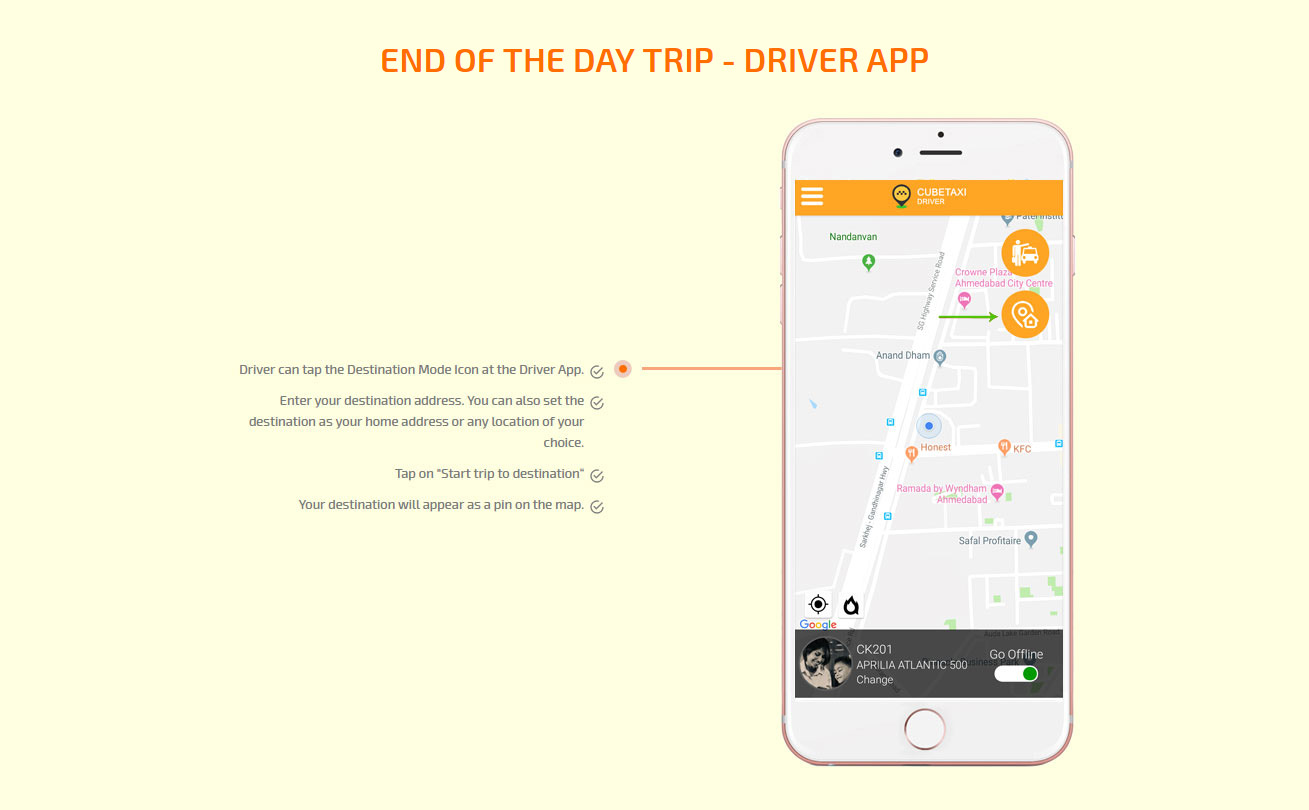 END OF THE DAY TRIP - DRIVER APP
Driver can tap the Destination Mode Icon at the Driver App.
Enter your destination address. You can also set the
destination as your home address or any location of your
choice.
Tap on "Start trip to destination"
Your destination will appear as a pin on the map.
CUBETAXI
DRIVER
Nandanvan
SG Highway Service Road
Crowne Plaza
Ahmedabad City Centre
Anand Dham
Honest
KFC
Ramada by Wyndham
Ahmedabad
Sarkhej - Gandhinagar Hwy
Safal Profitaire
Google
Auda Lake Garden Road
CK201
APRILIA ATLANTIC 500
Change
Go Offline